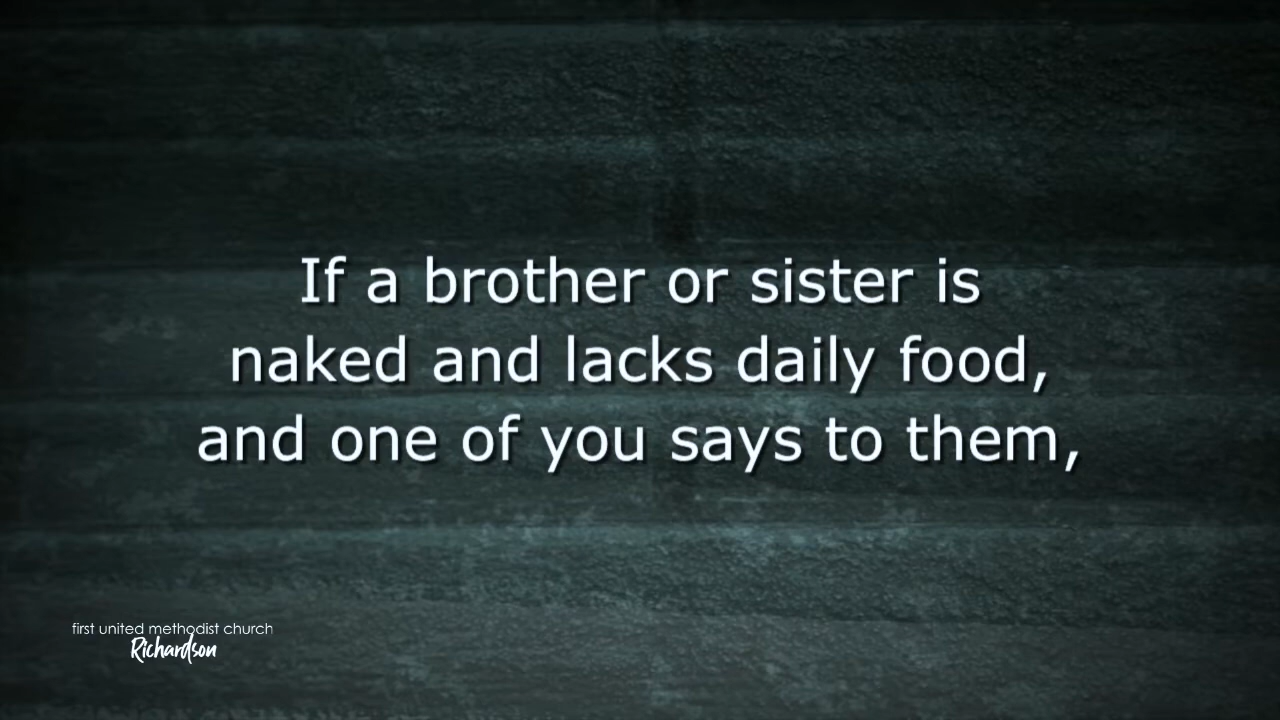 If a brother or sister is
naked and lacks daily food,
and one of you says to them,
first united methodist church
Richardson